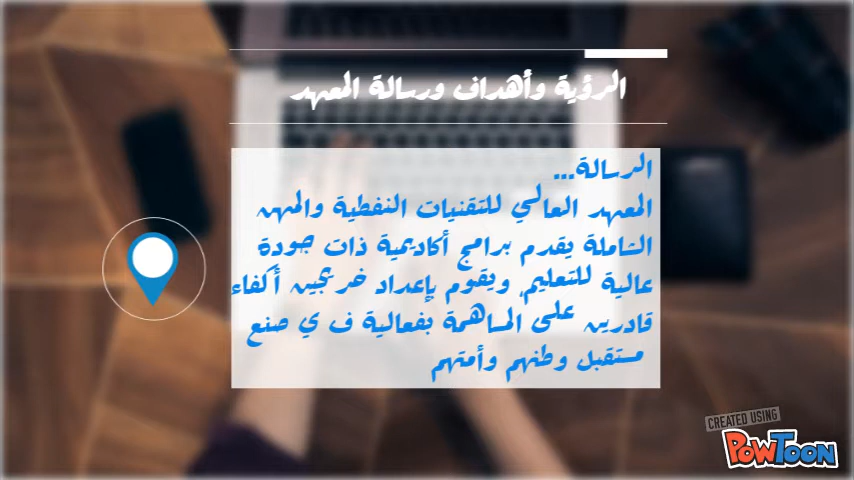 الرؤية وأهداف ورسالة المعهد
الرسالة...
المعهد العالي للتقنيات النفطية والمهن
الشاملة يقدم برامج أكاديمية ذات جودة
عالية للتعليم، ويقوم بإعداد خريجين أكفاء
قادرين على المساهمة بفعالية ف ي صنع
مستقبل وطنهم وأمتهم
CREATED USING
POWTOON